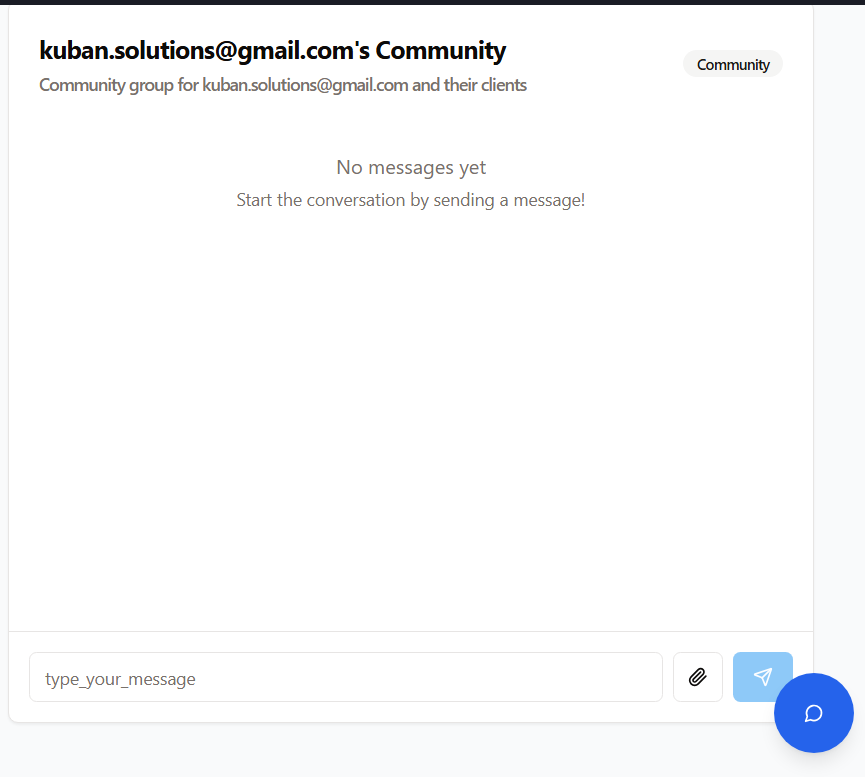 kuban.solutions@gmail.com's Community
Community group for kuban.solutions@gmail.com and their clients
Community
No messages yet
Start the conversation by sending a message!
type_your_message